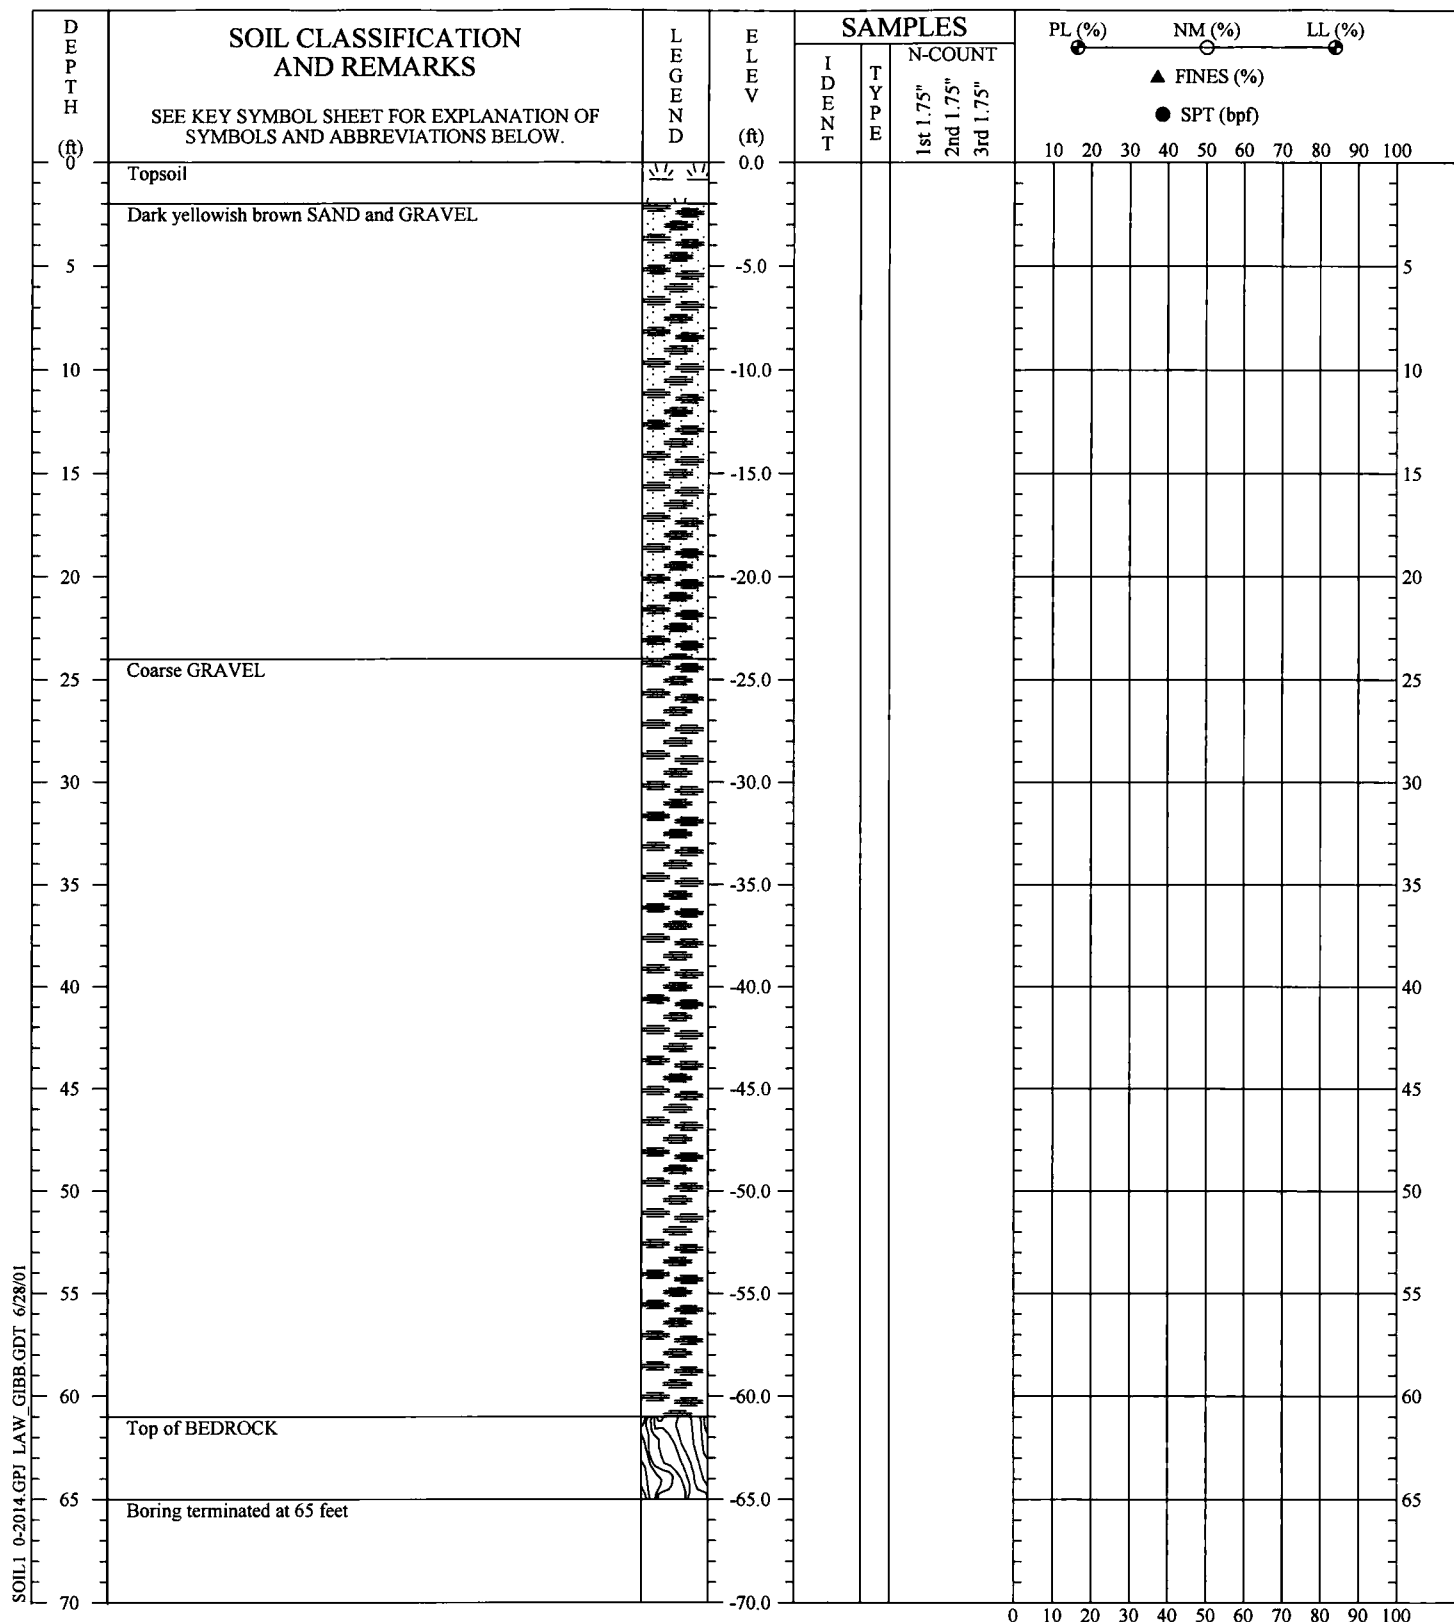 DEPTH
(ft)
SOIL CLASSIFICATION
AND REMARKS
SEE KEY SYMBOL SHEET FOR EXPLANATION OF
SYMBOLS AND ABBREVIATIONS BELOW.
LEGEND
ELEV
(ft)
SAMPLES
IDENT
TYPE
N-COUNT
1st 1.75"
2nd 1.75"
3rd 1.75"
PL (%) NM (%) LL (%)
▲ FINES (%)
● SPT (bpf)
10 20 30 40 50 60 70 80 90 100
0 0.0
Topsoil
Dark yellowish brown SAND and GRAVEL
5 -5.0 5
10 -10.0 10
15 -15.0 15
20 -20.0 20
Coarse GRAVEL
25 -25.0 25
30 -30.0 30
35 -35.0 35
40 -40.0 40
45 -45.0 45
50 -50.0 50
55 -55.0 55
60 -60.0 60
Top of BEDROCK
65 -65.0 65
Boring terminated at 65 feet
70 -70.0
0 10 20 30 40 50 60 70 80 90 100
SOIL1 0-2014.GPJ LAW_GIBB.GDT 6/28/01